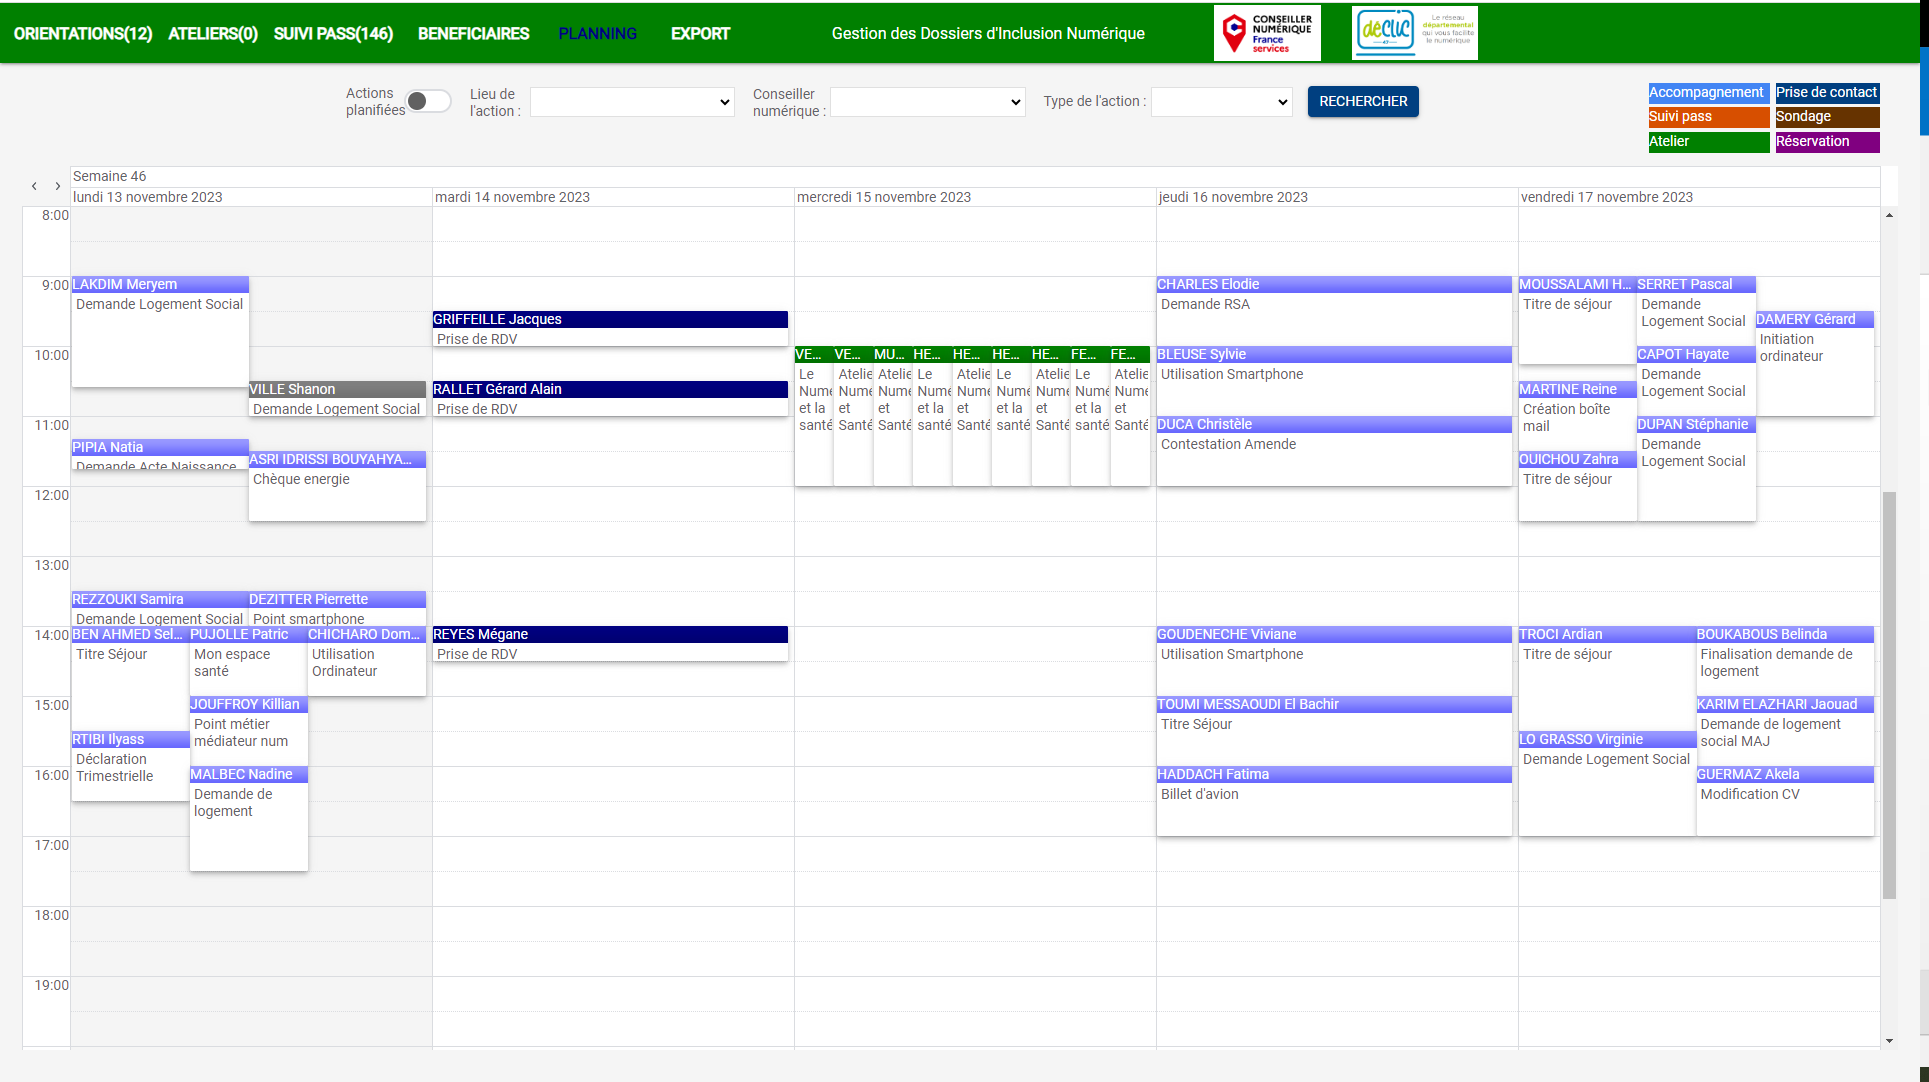 ORIENTATIONS(12) ATELIERS(0) SUIVI PASS(146) BENEFICIAIRES PLANNING EXPORT Gestion des Dossiers d'Inclusion Numérique
CONSEILLER
NUMÉRIQUE
France
services
déclic
47
Le réseau
départemental
qui vous facilite
le numérique
Actions
planifiées
Lieu de
l'action :
Conseiller
numérique :
Type de l'action :
RECHERCHER
Accompagnement Prise de contact
Suivi pass Sondage
Atelier Réservation
‹ ›
Semaine 46
lundi 13 novembre 2023 mardi 14 novembre 2023 mercredi 15 novembre 2023 jeudi 16 novembre 2023 vendredi 17 novembre 2023
8:00
9:00
10:00
11:00
12:00
13:00
14:00
15:00
16:00
17:00
18:00
19:00
LAKDIM Meryem
Demande Logement Social
VILLE Shanon
Demande Logement Social
PIPIA Natia
Demande Acte Naissance
ASRI IDRISSI BOUYAHYA...
Chèque energie
REZZOUKI Samira
Demande Logement Social
DEZITTER Pierrette
Point smartphone
BEN AHMED Sel...
Titre Séjour
PUJOLLE Patric
Mon espace
santé
CHICHARO Dom...
Utilisation
Ordinateur
JOUFFROY Killian
Point métier
médiateur num
RTIBI Ilyass
Déclaration
Trimestrielle
MALBEC Nadine
Demande de
logement
GRIFFEILLE Jacques
Prise de RDV
RALLET Gérard Alain
Prise de RDV
REYES Mégane
Prise de RDV
VE... VE... MU... HE... HE... HE... HE... FE... FE...
Le Atelie Atelie Le Atelie Le Atelie Le Atelie
Numé Numé Numé Numé Numé Numé Numé Numé Numé
et la et et et la et et la et et la et
santé Santé Santé santé Santé santé Santé santé Santé
CHARLES Elodie
Demande RSA
BLEUSE Sylvie
Utilisation Smartphone
DUCA Christèle
Contestation Amende
GOUDENECHE Viviane
Utilisation Smartphone
TOUMI MESSAOUDI El Bachir
Titre Séjour
HADDACH Fatima
Billet d'avion
MOUSSALAMI H...
Titre de séjour
SERRET Pascal
Demande
Logement Social
DAMERY Gérard
Initiation
ordinateur
CAPOT Hayate
Demande
Logement Social
MARTINE Reine
Création boîte
mail
DUPAN Stéphanie
Demande
Logement Social
OUICHOU Zahra
Titre de séjour
TROCI Ardian
Titre de séjour
BOUKABOUS Belinda
Finalisation demande de
logement
KARIM ELAZHARI Jaouad
Demande de logement
social MAJ
LO GRASSO Virginie
Demande Logement Social
GUERMAZ Akela
Modification CV